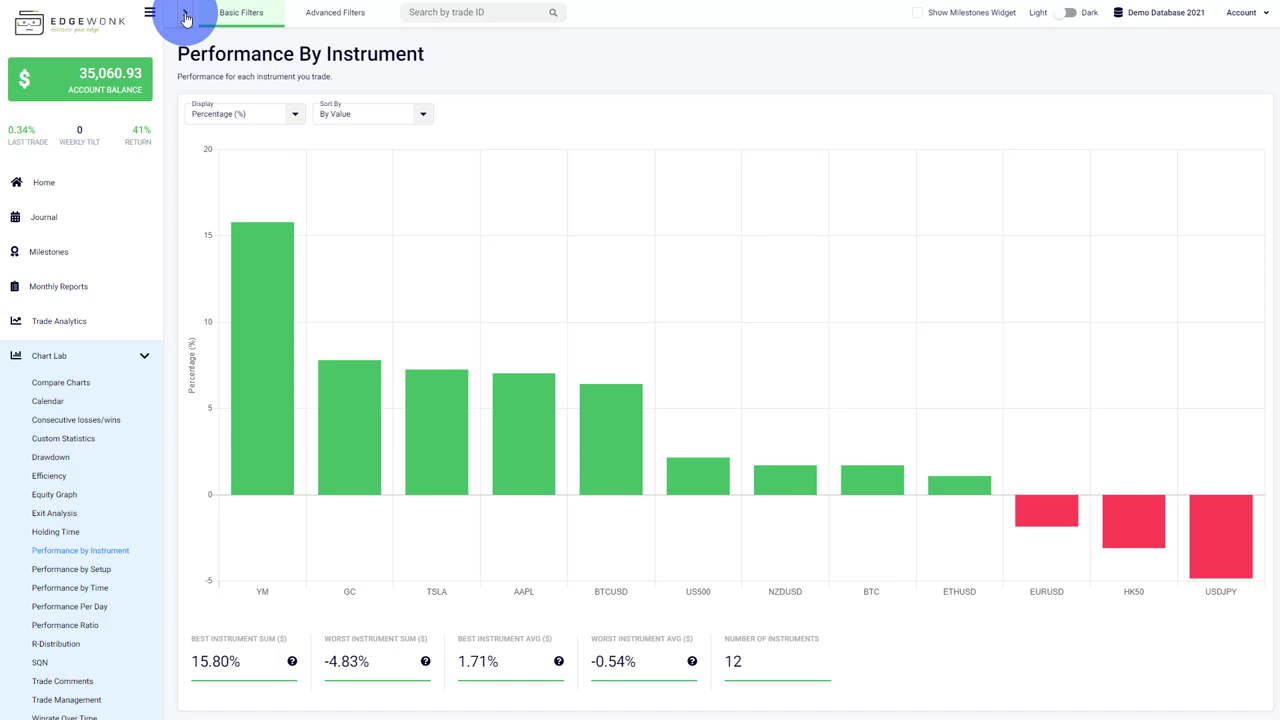 EDGEWONK
discover your edge
Basic Filters
Advanced Filters
Search by trade ID
Show Milestones Widget
Light
Dark
Demo Database 2021
Account
$
35,060.93
ACCOUNT BALANCE
0.34%
LAST TRADE
0
WEEKLY TILT
41%
RETURN
Home
Journal
Milestones
Monthly Reports
Trade Analytics
Chart Lab
Compare Charts
Calendar
Consecutive losses/wins
Custom Statistics
Drawdown
Efficiency
Equity Graph
Exit Analysis
Holding Time
Performance by Instrument
Performance by Setup
Performance by Time
Performance Per Day
Performance Ratio
R-Distribution
SQN
Trade Comments
Trade Management
Winrate Over Time
Performance By Instrument
Performance for each instrument you trade.
Display
Percentage (%)
Sort By
By Value
Percentage (%)
20
15
10
5
0
-5
YM GC TSLA AAPL BTCUSD US500 NZDUSD BTC ETHUSD EURUSD HK50 USDJPY
BEST INSTRUMENT SUM ($)
15.80%
WORST INSTRUMENT SUM ($)
-4.83%
BEST INSTRUMENT AVG ($)
1.71%
WORST INSTRUMENT AVG ($)
-0.54%
NUMBER OF INSTRUMENTS
12